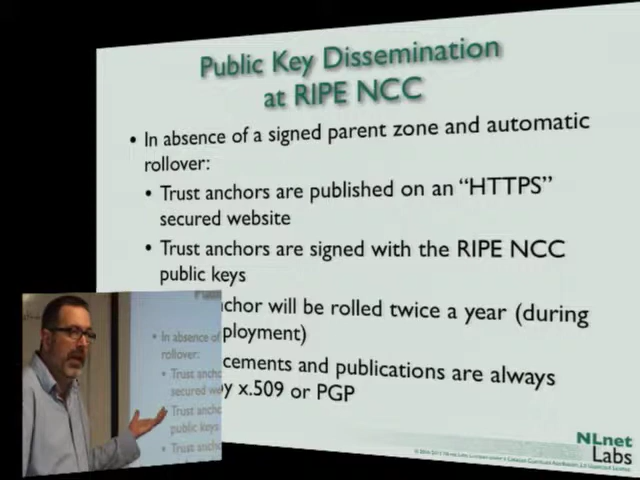 Public Key Dissemination
at RIPE NCC
• In absence of a signed parent zone and automatic
rollover:
• Trust anchors are published on an “HTTPS”
secured website
• Trust anchors are signed with the RIPE NCC
public keys
nchor will be rolled twice a year (during
ployment)
cements and publications are always
by x.509 or PGP
In absence of
rollover:
• Trust anch
secured we
• Trust anch
public keys
• Trust anch
NLnet
Labs